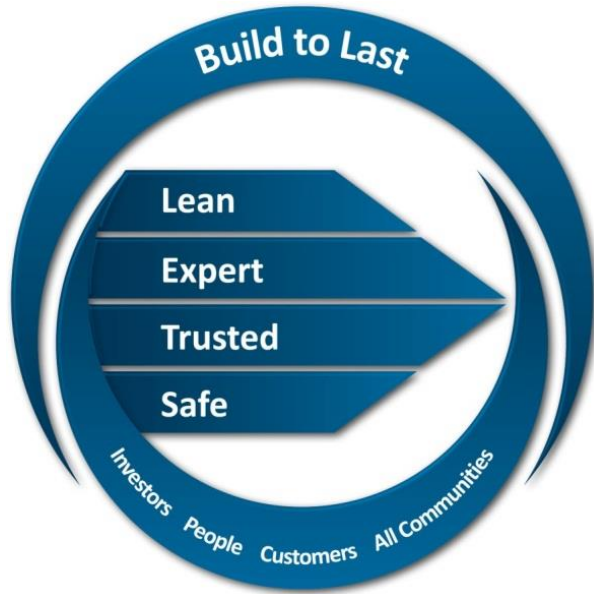 Build to Last
Lean
Expert
Trusted
Safe
Investors People Customers All Communities